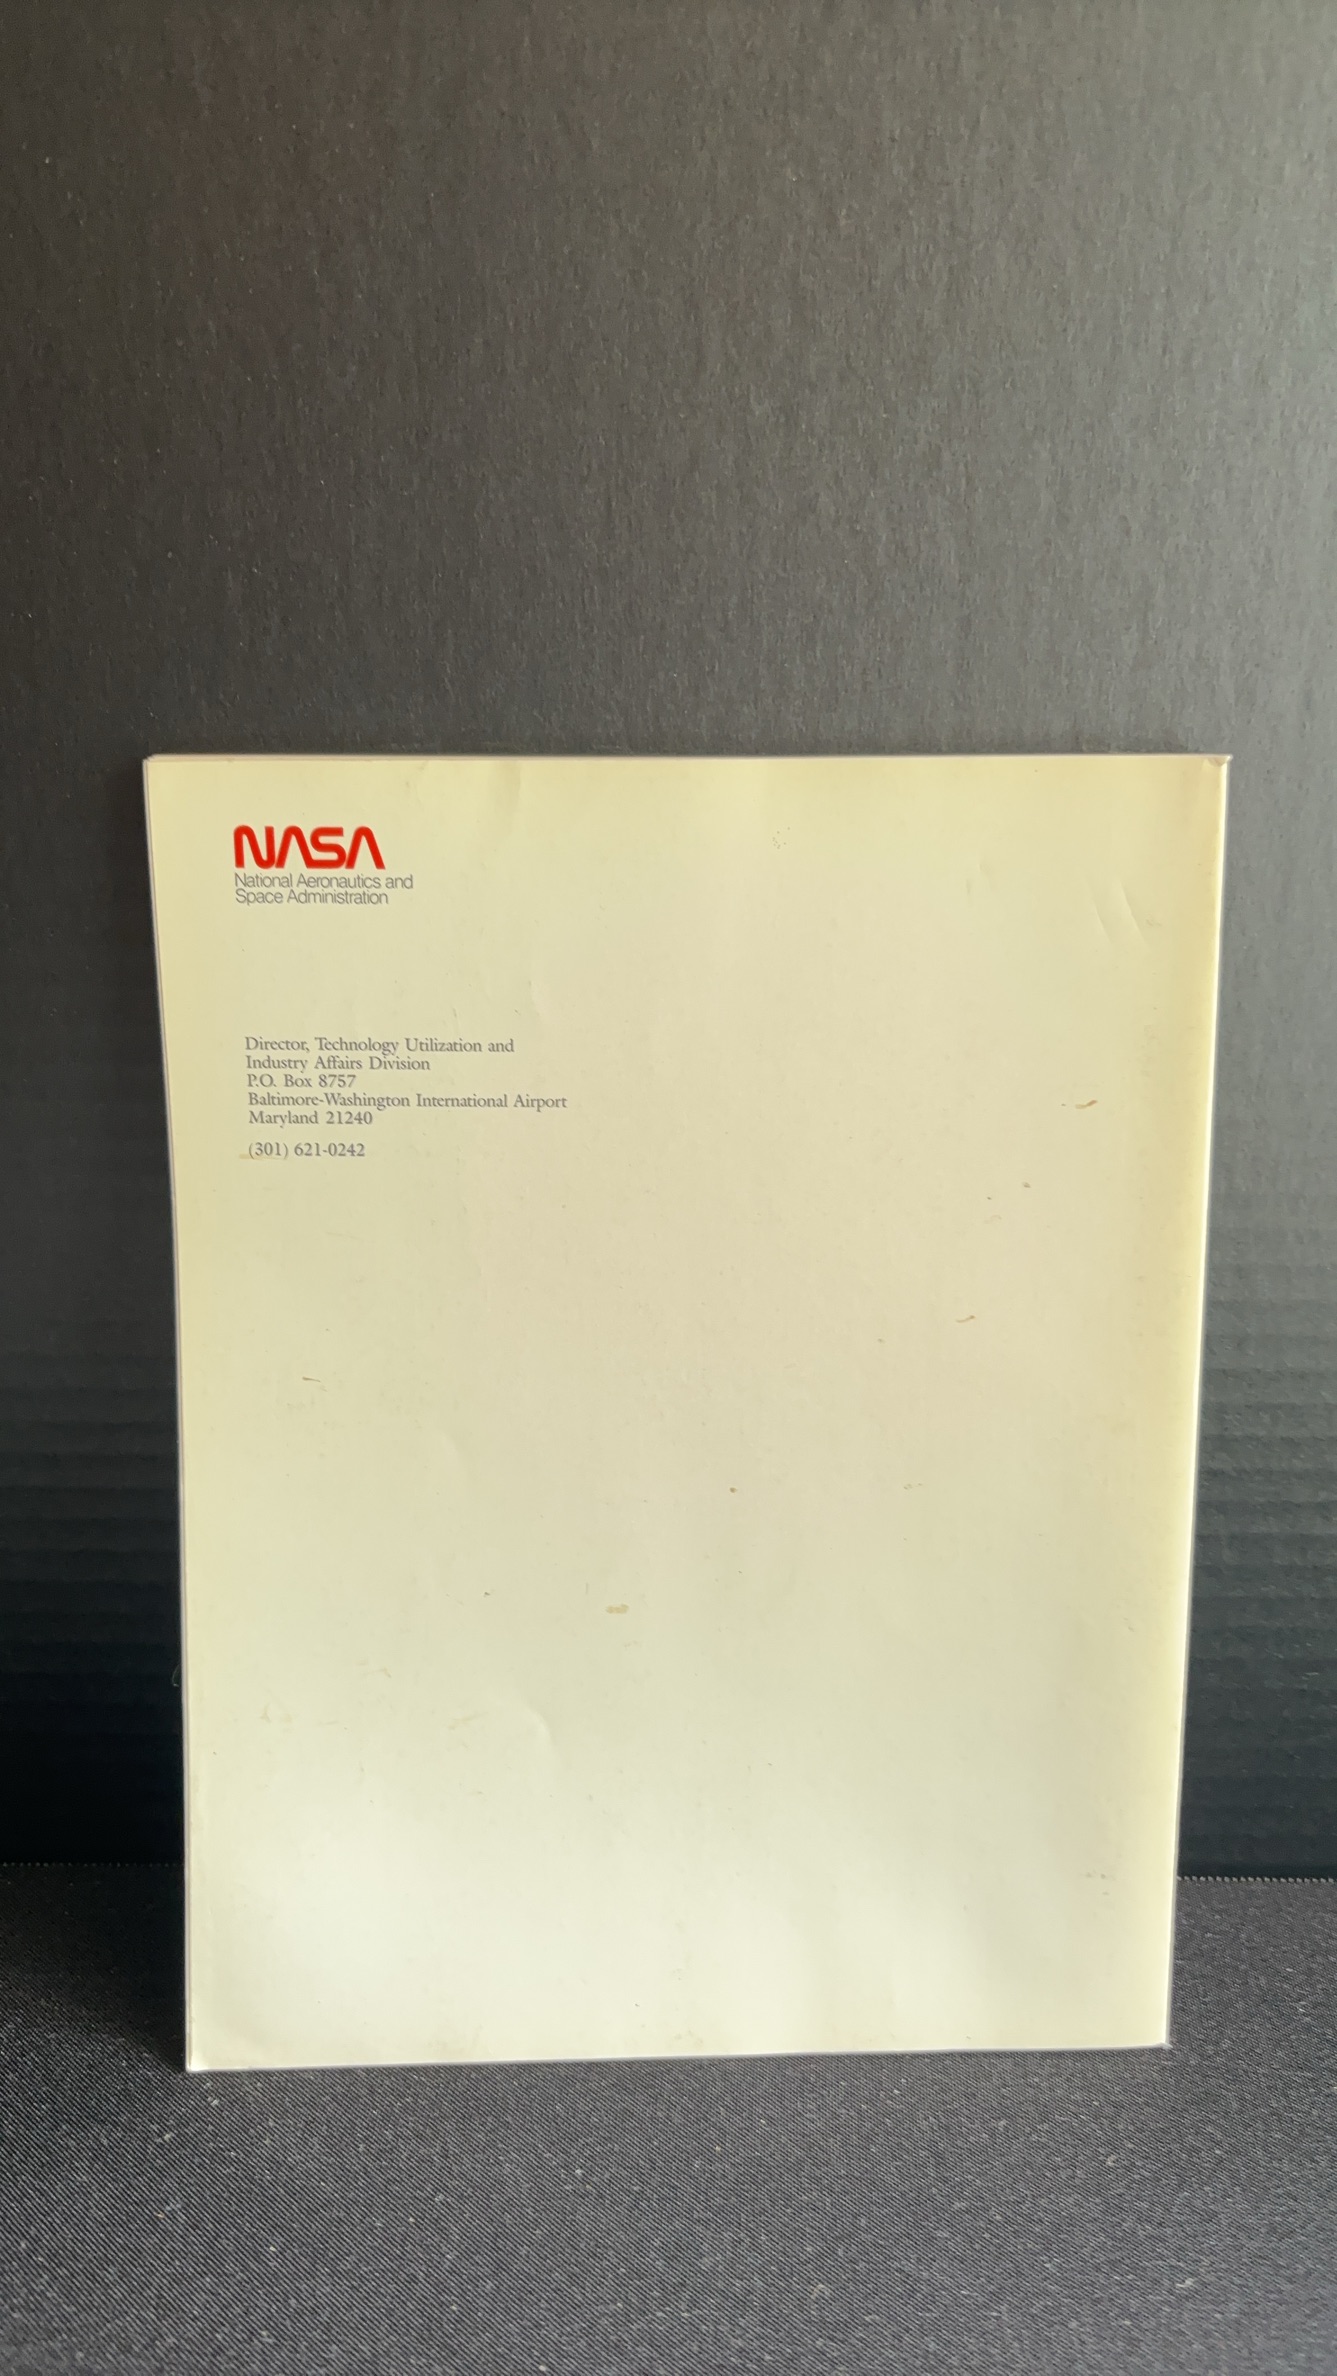 NASA
National Aeronautics and
Space Administration
Director, Technology Utilization and
Industry Affairs Division
P.O. Box 8757
Baltimore-Washington International Airport
Maryland 21240
(301) 621-0242